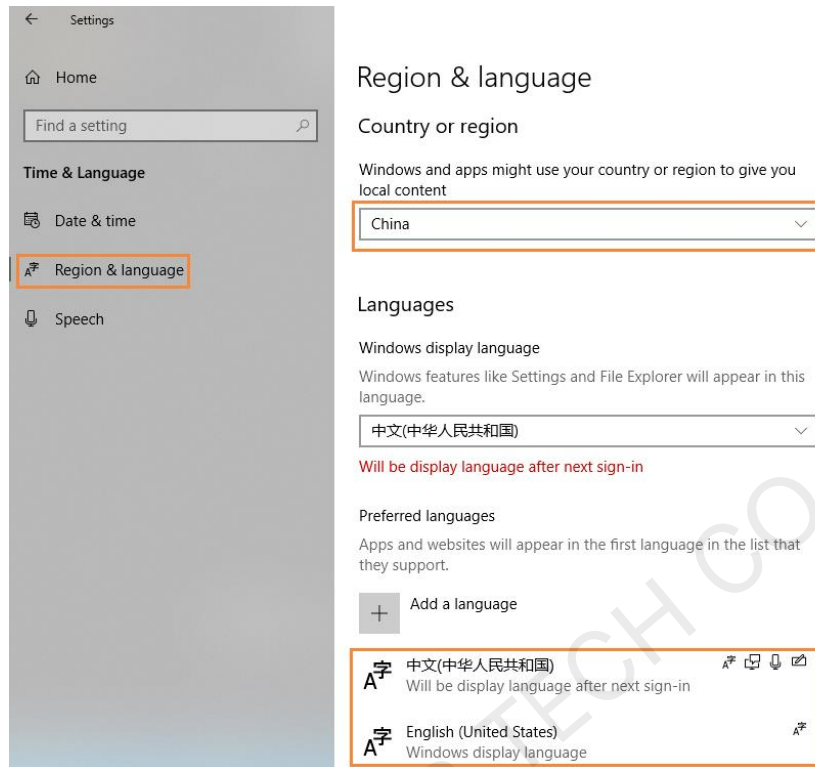 Settings
Home
Find a setting
Time & Language
Date & time
Region & language
Speech
Region & language
Country or region
Windows and apps might use your country or region to give you
local content
China
Languages
Windows display language
Windows features like Settings and File Explorer will appear in this
language.
中文(中华人民共和国)
Will be display language after next sign-in
Preferred languages
Apps and websites will appear in the first language in the list that
they support.
Add a language
中文(中华人民共和国)
Will be display language after next sign-in
English (United States)
Windows display language
TECH CO